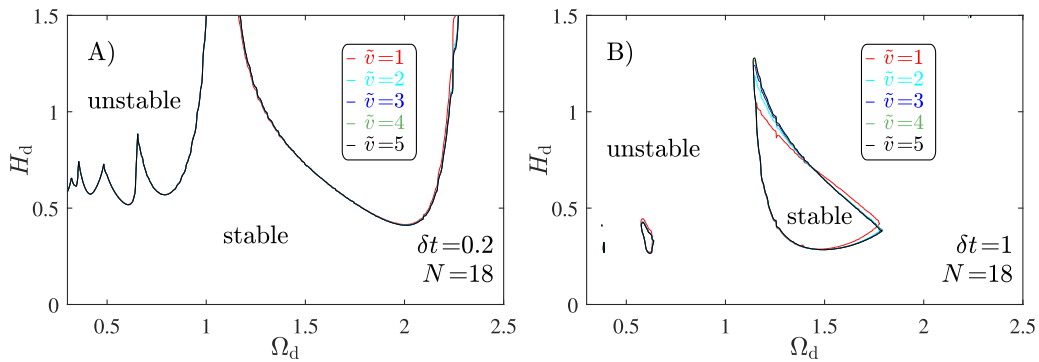 1.5
1
0.5
0
H_d
A)
unstable
stable
ṽ=1
ṽ=2
ṽ=3
ṽ=4
ṽ=5
δt=0.2
N=18
0.5 1 1.5 2 2.5
Ω_d
1.5
1
0.5
0
H_d
B)
unstable
stable
ṽ=1
ṽ=2
ṽ=3
ṽ=4
ṽ=5
δt=1
N=18
0.5 1 1.5 2 2.5
Ω_d